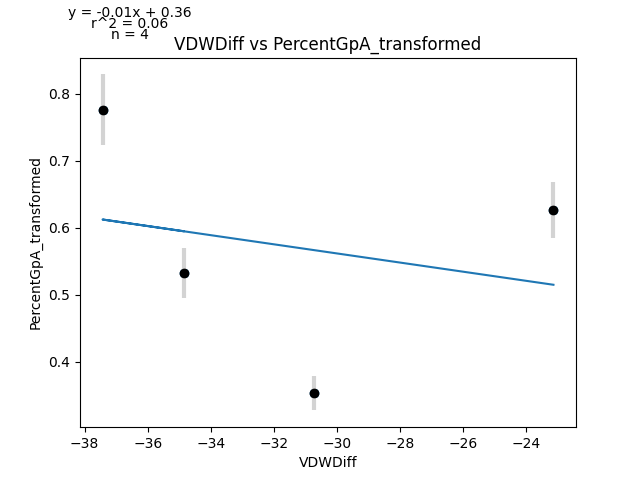 y = -0.01x + 0.36
r^2 = 0.06
n = 4
VDWDiff vs PercentGpA_transformed
PercentGpA_transformed
0.8
0.7
0.6
0.5
0.4
−38
−36
−34
−32
−30
−28
−26
−24
VDWDiff